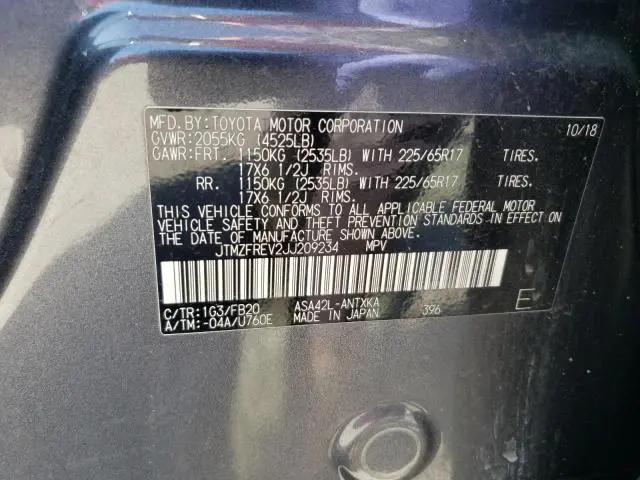 MFD.BY:TOYOTA MOTOR CORPORATION 10/18
GVWR:2055KG (4525LB)
GAWR:FRT. 1150KG (2535LB) WITH 225/65R17 TIRES.
17X6 1/2J RIMS.
RR. 1150KG (2535LB) WITH 225/65R17 TIRES.
17X6 1/2J RIMS.
THIS VEHICLE CONFORMS TO ALL APPLICABLE FEDERAL MOTOR
VEHICLE SAFETY AND THEFT PREVENTION STANDARDS IN EFFECT ON
THE DATE OF MANUFACTURE SHOWN ABOVE.
JTMZFREV2JJ209234 MPV
C/TR:1G3/FB20 ASA42L-ANTXKA E
A/TM:-04A/U760E MADE IN JAPAN 396